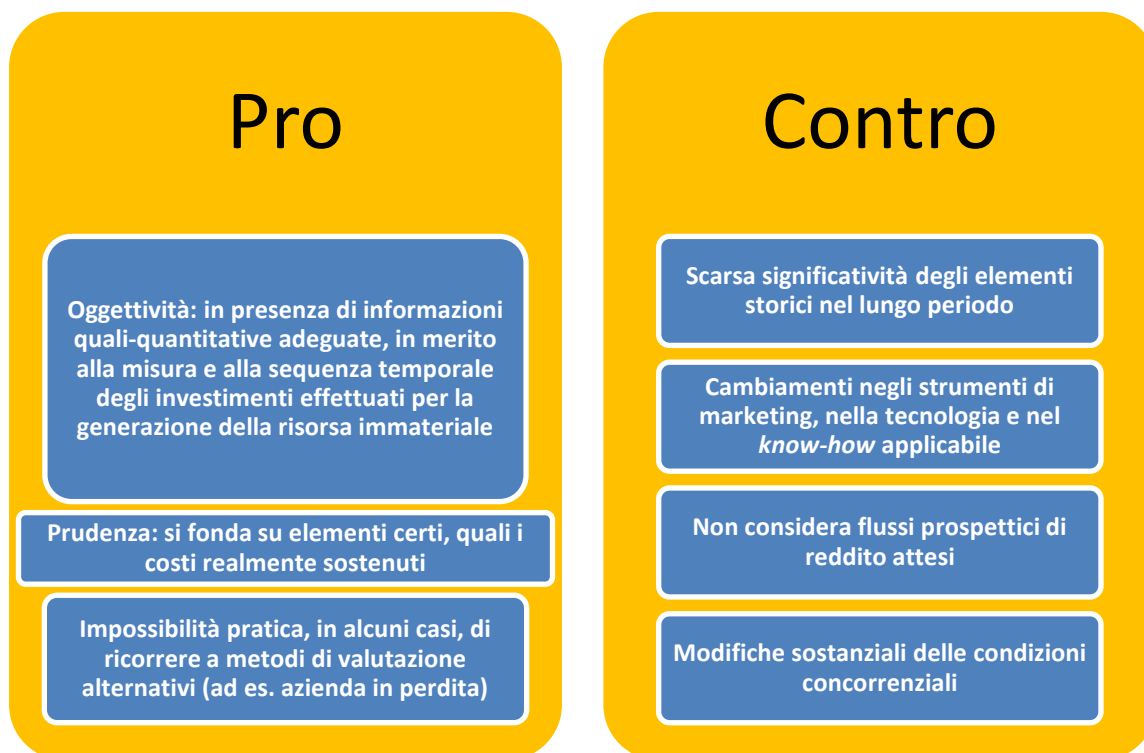 Pro
Oggettività: in presenza di informazioni
quali-quantitative adeguate, in merito
alla misura e alla sequenza temporale
degli investimenti effettuati per la
generazione della risorsa immateriale
Prudenza: si fonda su elementi certi, quali i
costi realmente sostenuti
Impossibilità pratica, in alcuni casi, di
ricorrere a metodi di valutazione
alternativi (ad es. azienda in perdita)
Contro
Scarsa significatività degli elementi
storici nel lungo periodo
Cambiamenti negli strumenti di
marketing, nella tecnologia e nel
know-how applicabile
Non considera flussi prospettici di
reddito attesi
Modifiche sostanziali delle condizioni
concorrenziali